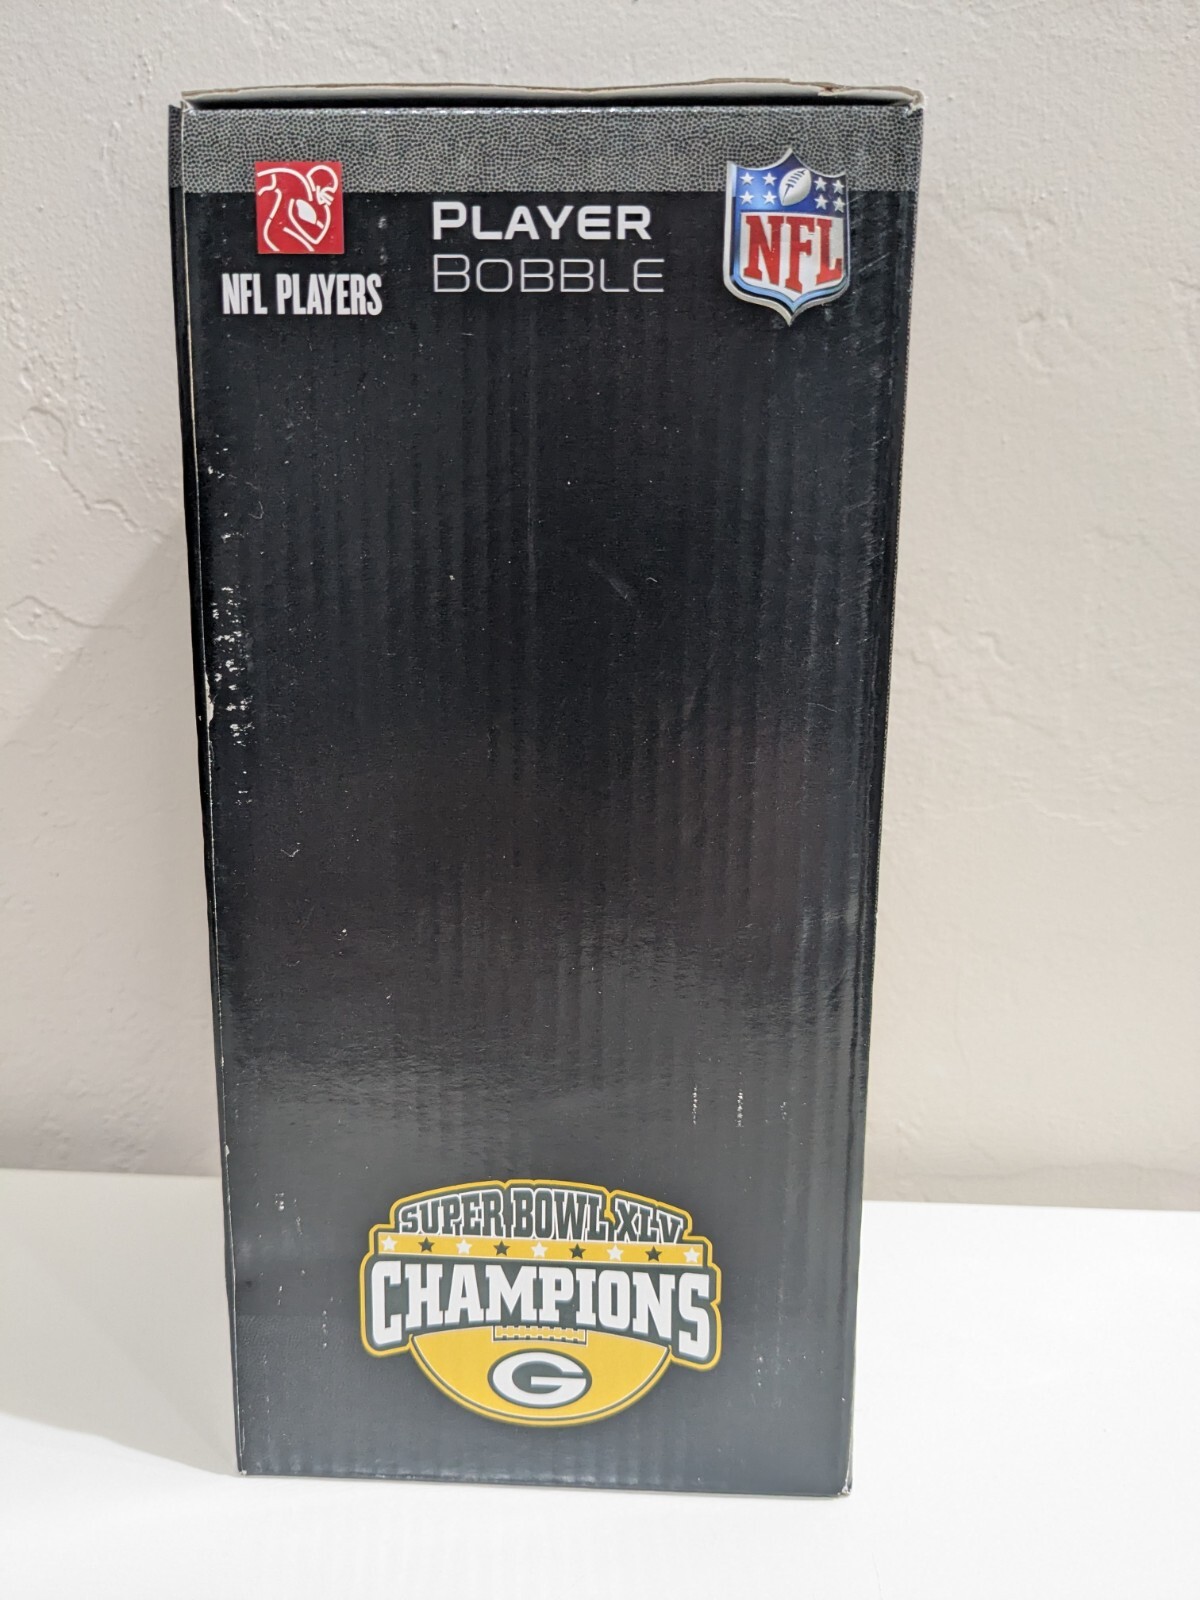 NFL PLAYERS
PLAYER
BOBBLE
NFL
SUPER BOWL XLV
CHAMPIONS
G